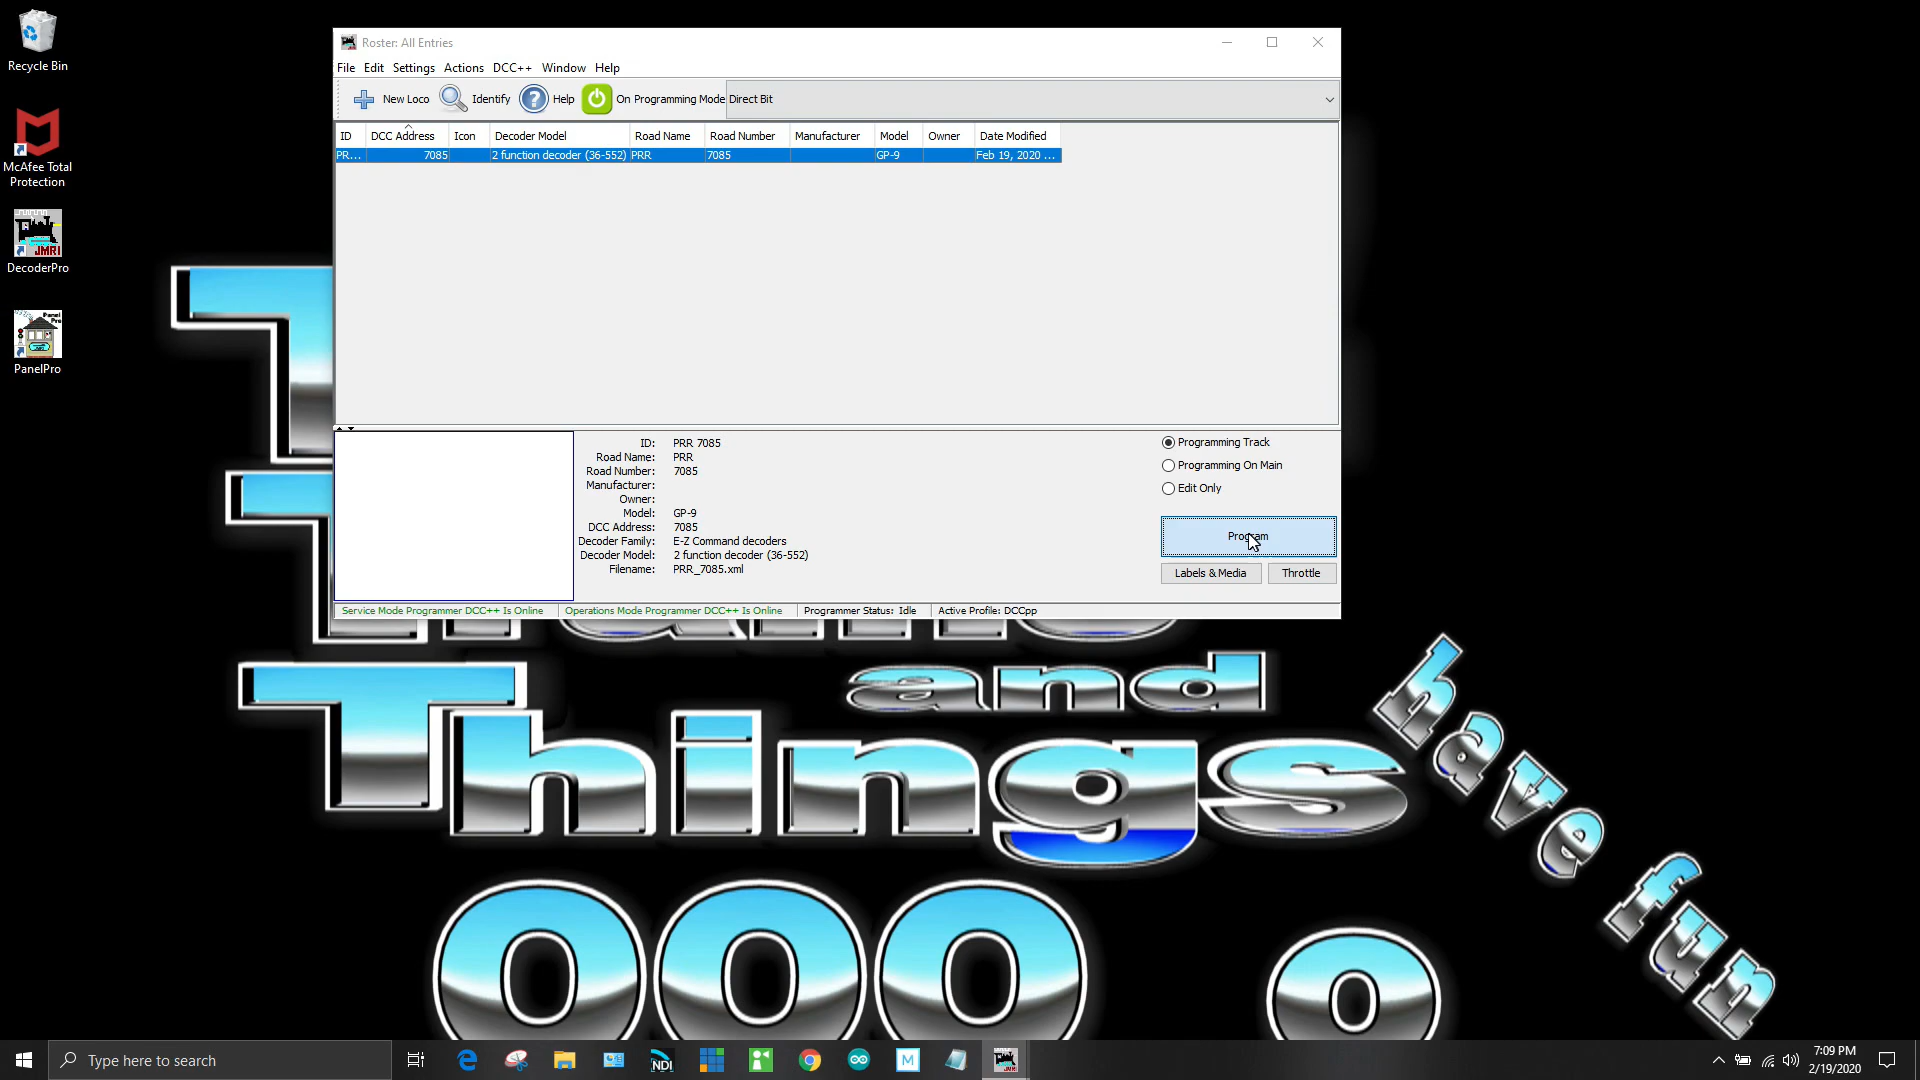 Recycle Bin
McAfee Total
Protection
DecoderPro
PanelPro
Roster: All Entries
File Edit Settings Actions DCC++ Window Help
New Loco Identify Help On Programming Mode Direct Bit
ID DCC Address Icon Decoder Model Road Name Road Number Manufacturer Model Owner Date Modified
PR... 7085 2 function decoder (36-552) PRR 7085 GP-9 Feb 19, 2020 ...
ID: PRR 7085
Road Name: PRR
Road Number: 7085
Manufacturer:
Owner:
Model: GP-9
DCC Address: 7085
Decoder Family: E-Z Command decoders
Decoder Model: 2 function decoder (36-552)
Filename: PRR_7085.xml
Programming Track
Programming On Main
Edit Only
Program
Labels & Media Throttle
Service Mode Programmer DCC++ Is Online Operations Mode Programmer DCC++ Is Online Programmer Status: Idle Active Profile: DCCpp
and
Things
have fun
Type here to search
NDI
M
7:09 PM
2/19/2020